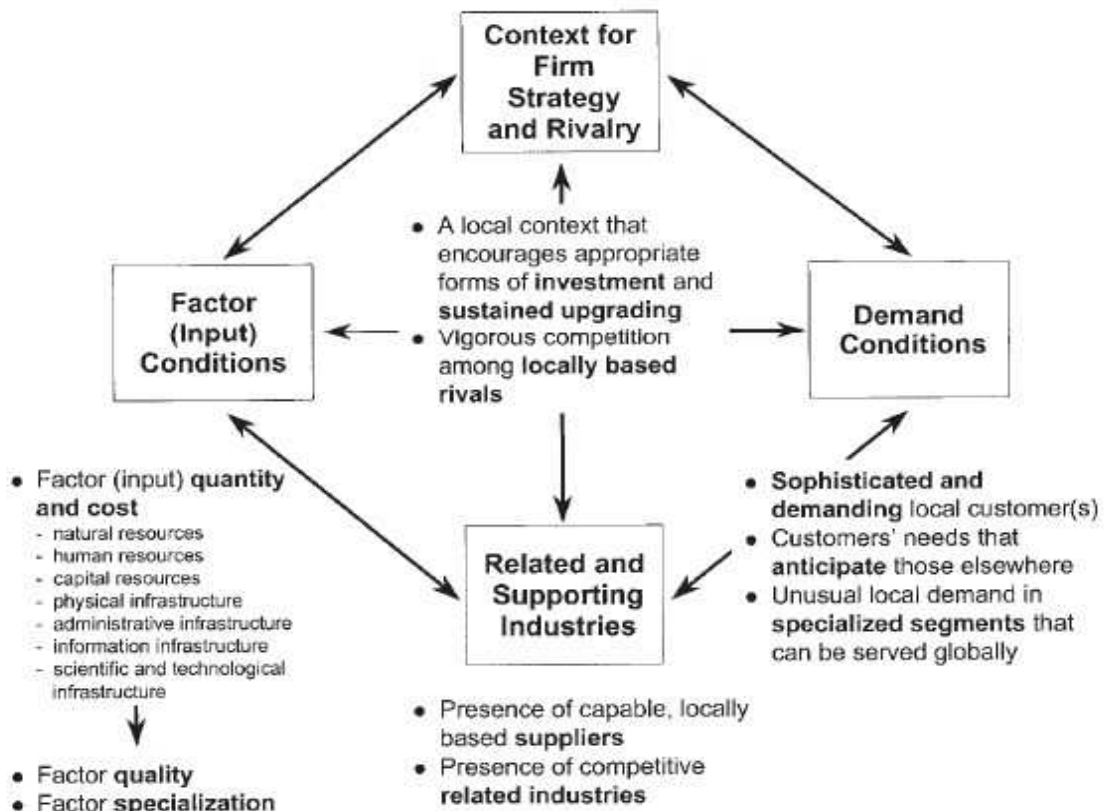 Context for
Firm
Strategy
and Rivalry
● A local context that
encourages appropriate
forms of investment and
sustained upgrading
● Vigorous competition
among locally based
rivals
Factor
(Input)
Conditions
Demand
Conditions
● Factor (input) quantity
and cost
- natural resources
- human resources
- capital resources
- physical infrastructure
- administrative infrastructure
- information infrastructure
- scientific and technological
infrastructure
● Factor quality
● Factor specialization
Related and
Supporting
Industries
● Presence of capable, locally
based suppliers
● Presence of competitive
related industries
● Sophisticated and
demanding local customer(s)
● Customers' needs that
anticipate those elsewhere
● Unusual local demand in
specialized segments that
can be served globally